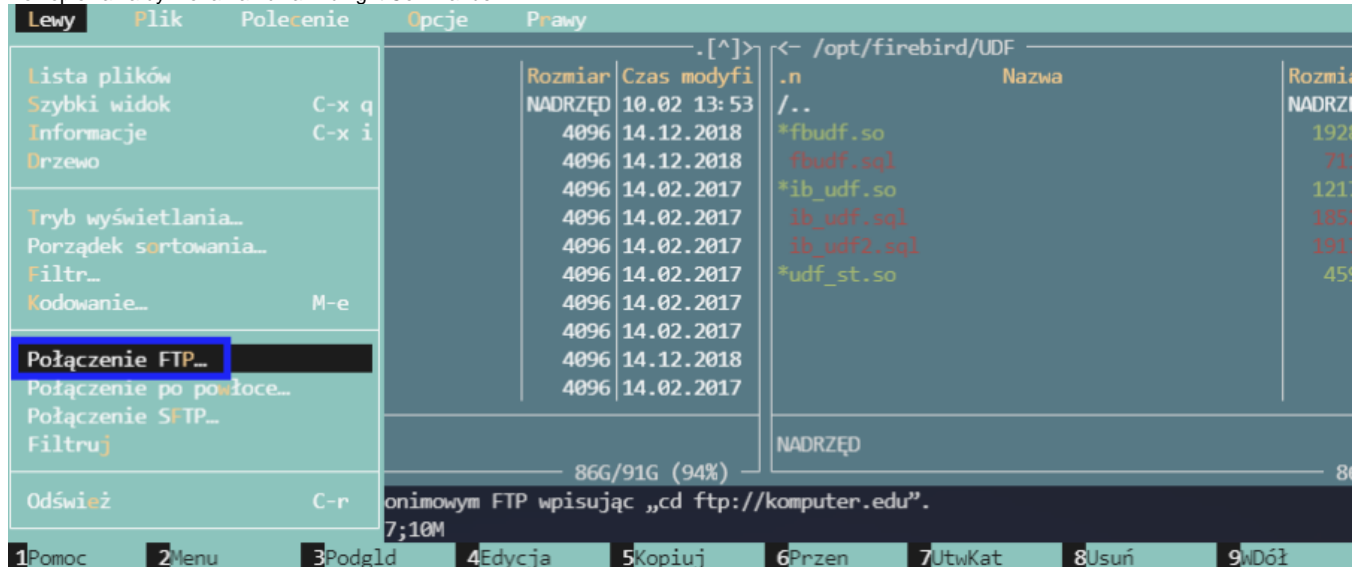 Lewy Plik Polecenie Opcje Prawy
.[^]> <- /opt/firebird/UDF
Lista plików Rozmiar Czas modyfi .n Nazwa
Szybki widok C-x q NADRZĘD 10.02 13:53 /..
Informacje C-x i 4096 14.12.2018 *fbudf.so
Drzewo 4096 14.12.2018 fbudf.sql
4096 14.02.2017 *ib_udf.so
Tryb wyświetlania… 4096 14.02.2017 ib_udf.sql
Porządek sortowania… 4096 14.02.2017 ib_udf2.sql
Filtr… 4096 14.02.2017 *udf_st.so
Kodowanie… M-e 4096 14.02.2017
4096 14.02.2017
Połączenie FTP… 4096 14.12.2018
Połączenie po powłoce… 4096 14.02.2017
Połączenie SFTP…
Filtruj NADRZĘD
86G/91G (94%)
Odśwież C-r onimowym FTP wpisując „cd ftp://komputer.edu”.
7;10M
1Pomoc 2Menu 3Podgld 4Edycja 5Kopiuj 6Przen 7UtwKat 8Usuń 9WDół